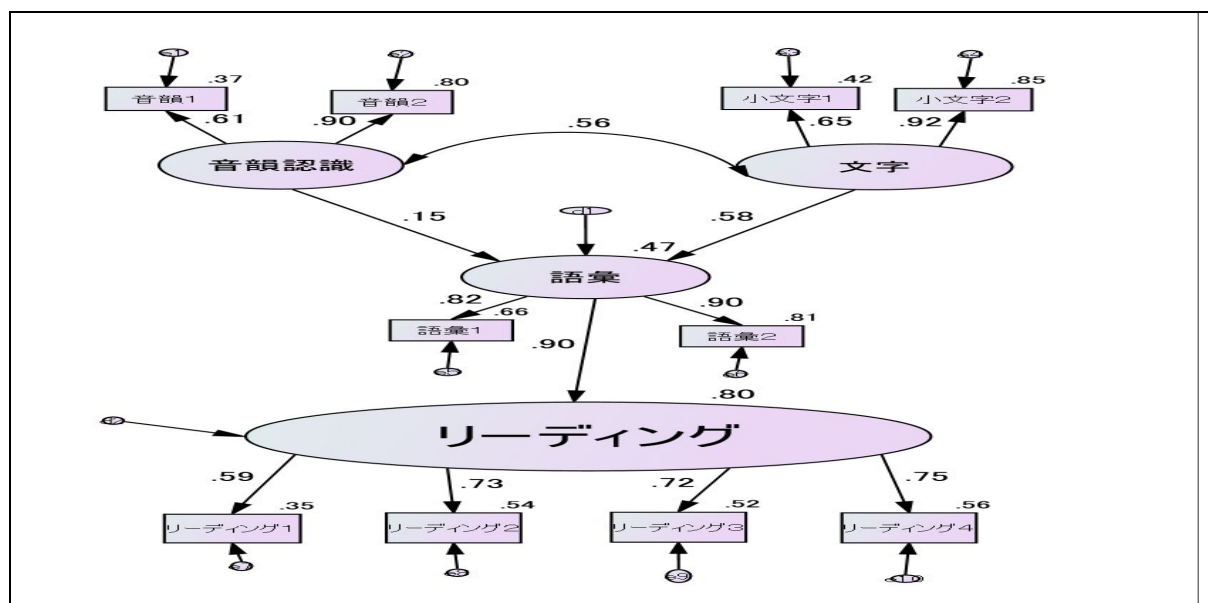 .37
.80
.42
.85
音韻1
音韻2
小文字1
小文字2
.61
.90
.56
.65
.92
音韻認識
文字
.15
d1
.58
.47
語彙
.82
.66
.90
.81
語彙1
語彙2
.90
.80
リーディング
.59
.73
.72
.75
.35
.54
.52
.56
リーディング1
リーディング2
リーディング3
リーディング4
e9
e10